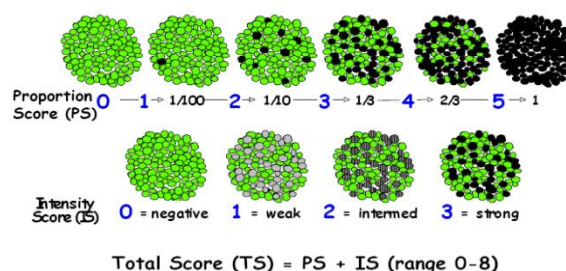 Proportion Score (PS) 0 → 1 → 1/100 → 2 → 1/10 → 3 → 1/3 → 4 → 2/3 → 5 → 1
Intensity Score (IS) 0 = negative 1 = weak 2 = intermed 3 = strong
Total Score (TS) = PS + IS (range 0-8)